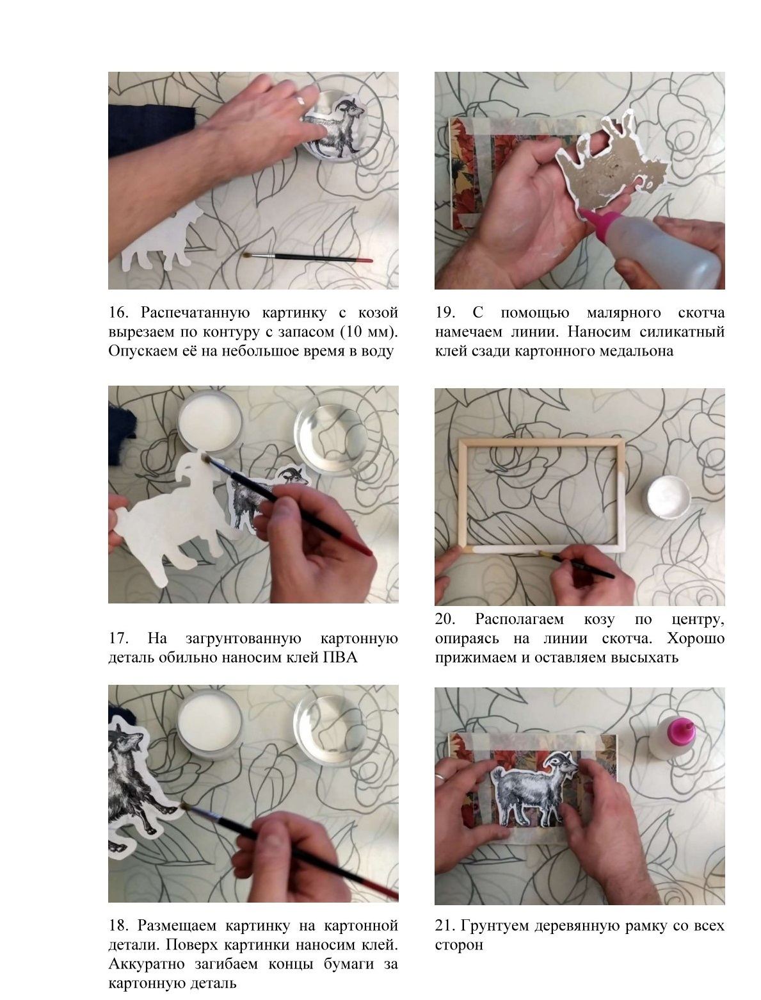 16. Распечатанную картинку с козой
вырезаем по контуру с запасом (10 мм).
Опускаем её на небольшое время в воду
17. На загрунтованную картонную
деталь обильно наносим клей ПВА
18. Размещаем картинку на картонной
детали. Поверх картинки наносим клей.
Аккуратно загибаем концы бумаги за
картонную деталь
19. С помощью малярного скотча
намечаем линии. Наносим силикатный
клей сзади картонного медальона
20. Располагаем козу по центру,
опираясь на линии скотча. Хорошо
прижимаем и оставляем высыхать
21. Грунтуем деревянную рамку со всех
сторон